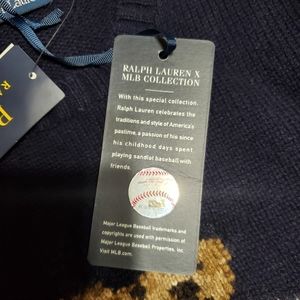 RALPH LAUREN X
MLB COLLECTION
With this special collection,
Ralph Lauren celebrates the
traditions and style of America's
pastime, a passion of his since
his childhood days spent
playing sandlot baseball with
friends.
Major League Baseball trademarks and
copyrights are used with permission of
Major League Baseball Properties, Inc.
Visit MLB.com.